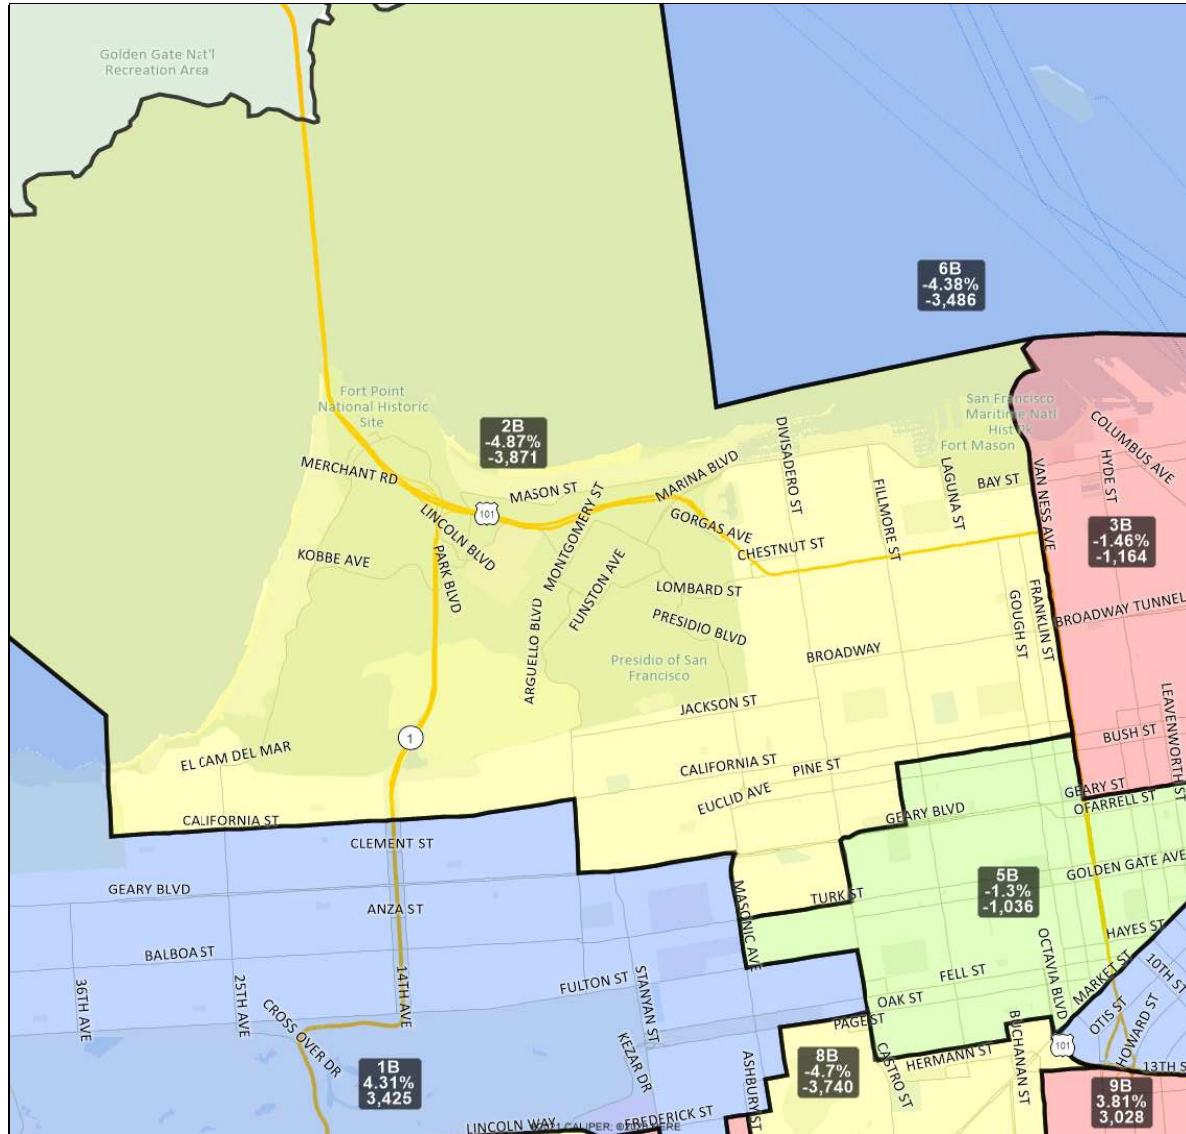 Golden Gate Nat'l
Recreation Area
6B
-4.38%
-3,486
Fort Point
National Historic
Site
2B
-4.87%
-3,871
San Francisco
Maritime Natl
Hist Pk
Fort Mason
COLUMBUS AVE
HYDE ST
DIVISADERO ST
MARINA BLVD
MERCHANT RD
MASON ST
BAY ST
VAN NESS AVE
LAGUNA ST
FILLMORE ST
101
MONTGOMERY ST
GORGAS AVE
LINCOLN BLVD
3B
-1.46%
-1,164
CHESTNUT ST
KOBBE AVE
PARK BLVD
FUNSTON AVE
LOMBARD ST
ARGUELLO BLVD
PRESIDIO BLVD
GOUGH ST
FRANKLIN ST
BROADWAY TUNNEL
BROADWAY
Presidio of San
Francisco
JACKSON ST
LEAVENWORTH ST
1
BUSH ST
EL CAM DEL MAR
CALIFORNIA ST
PINE ST
EUCLID AVE
GEARY ST
OFARRELL ST
GEARY BLVD
CALIFORNIA ST
CLEMENT ST
GOLDEN GATE AVE
GEARY BLVD
5B
-1.3%
-1,036
TURK ST
ANZA ST
MASONIC AVE
HAYES ST
BALBOA ST
OCTAVIA BLVD
FELL ST
MARKET ST
10TH ST
FULTON ST
STANYAN ST
14TH AVE
25TH AVE
36TH AVE
OAK ST
OTIS ST
HOWARD ST
PAGE ST
CROSS OVER DR
BUCHANAN ST
101
KEZAR DR
HERMANN ST
CASTRO ST
8B
-4.7%
-3,740
ASHBURY ST
13TH S
1B
4.31%
3,425
9B
3.81%
3,028
FREDERICK ST
LINCOLN WAY
©2021 CALIPER; ©2020 HERE